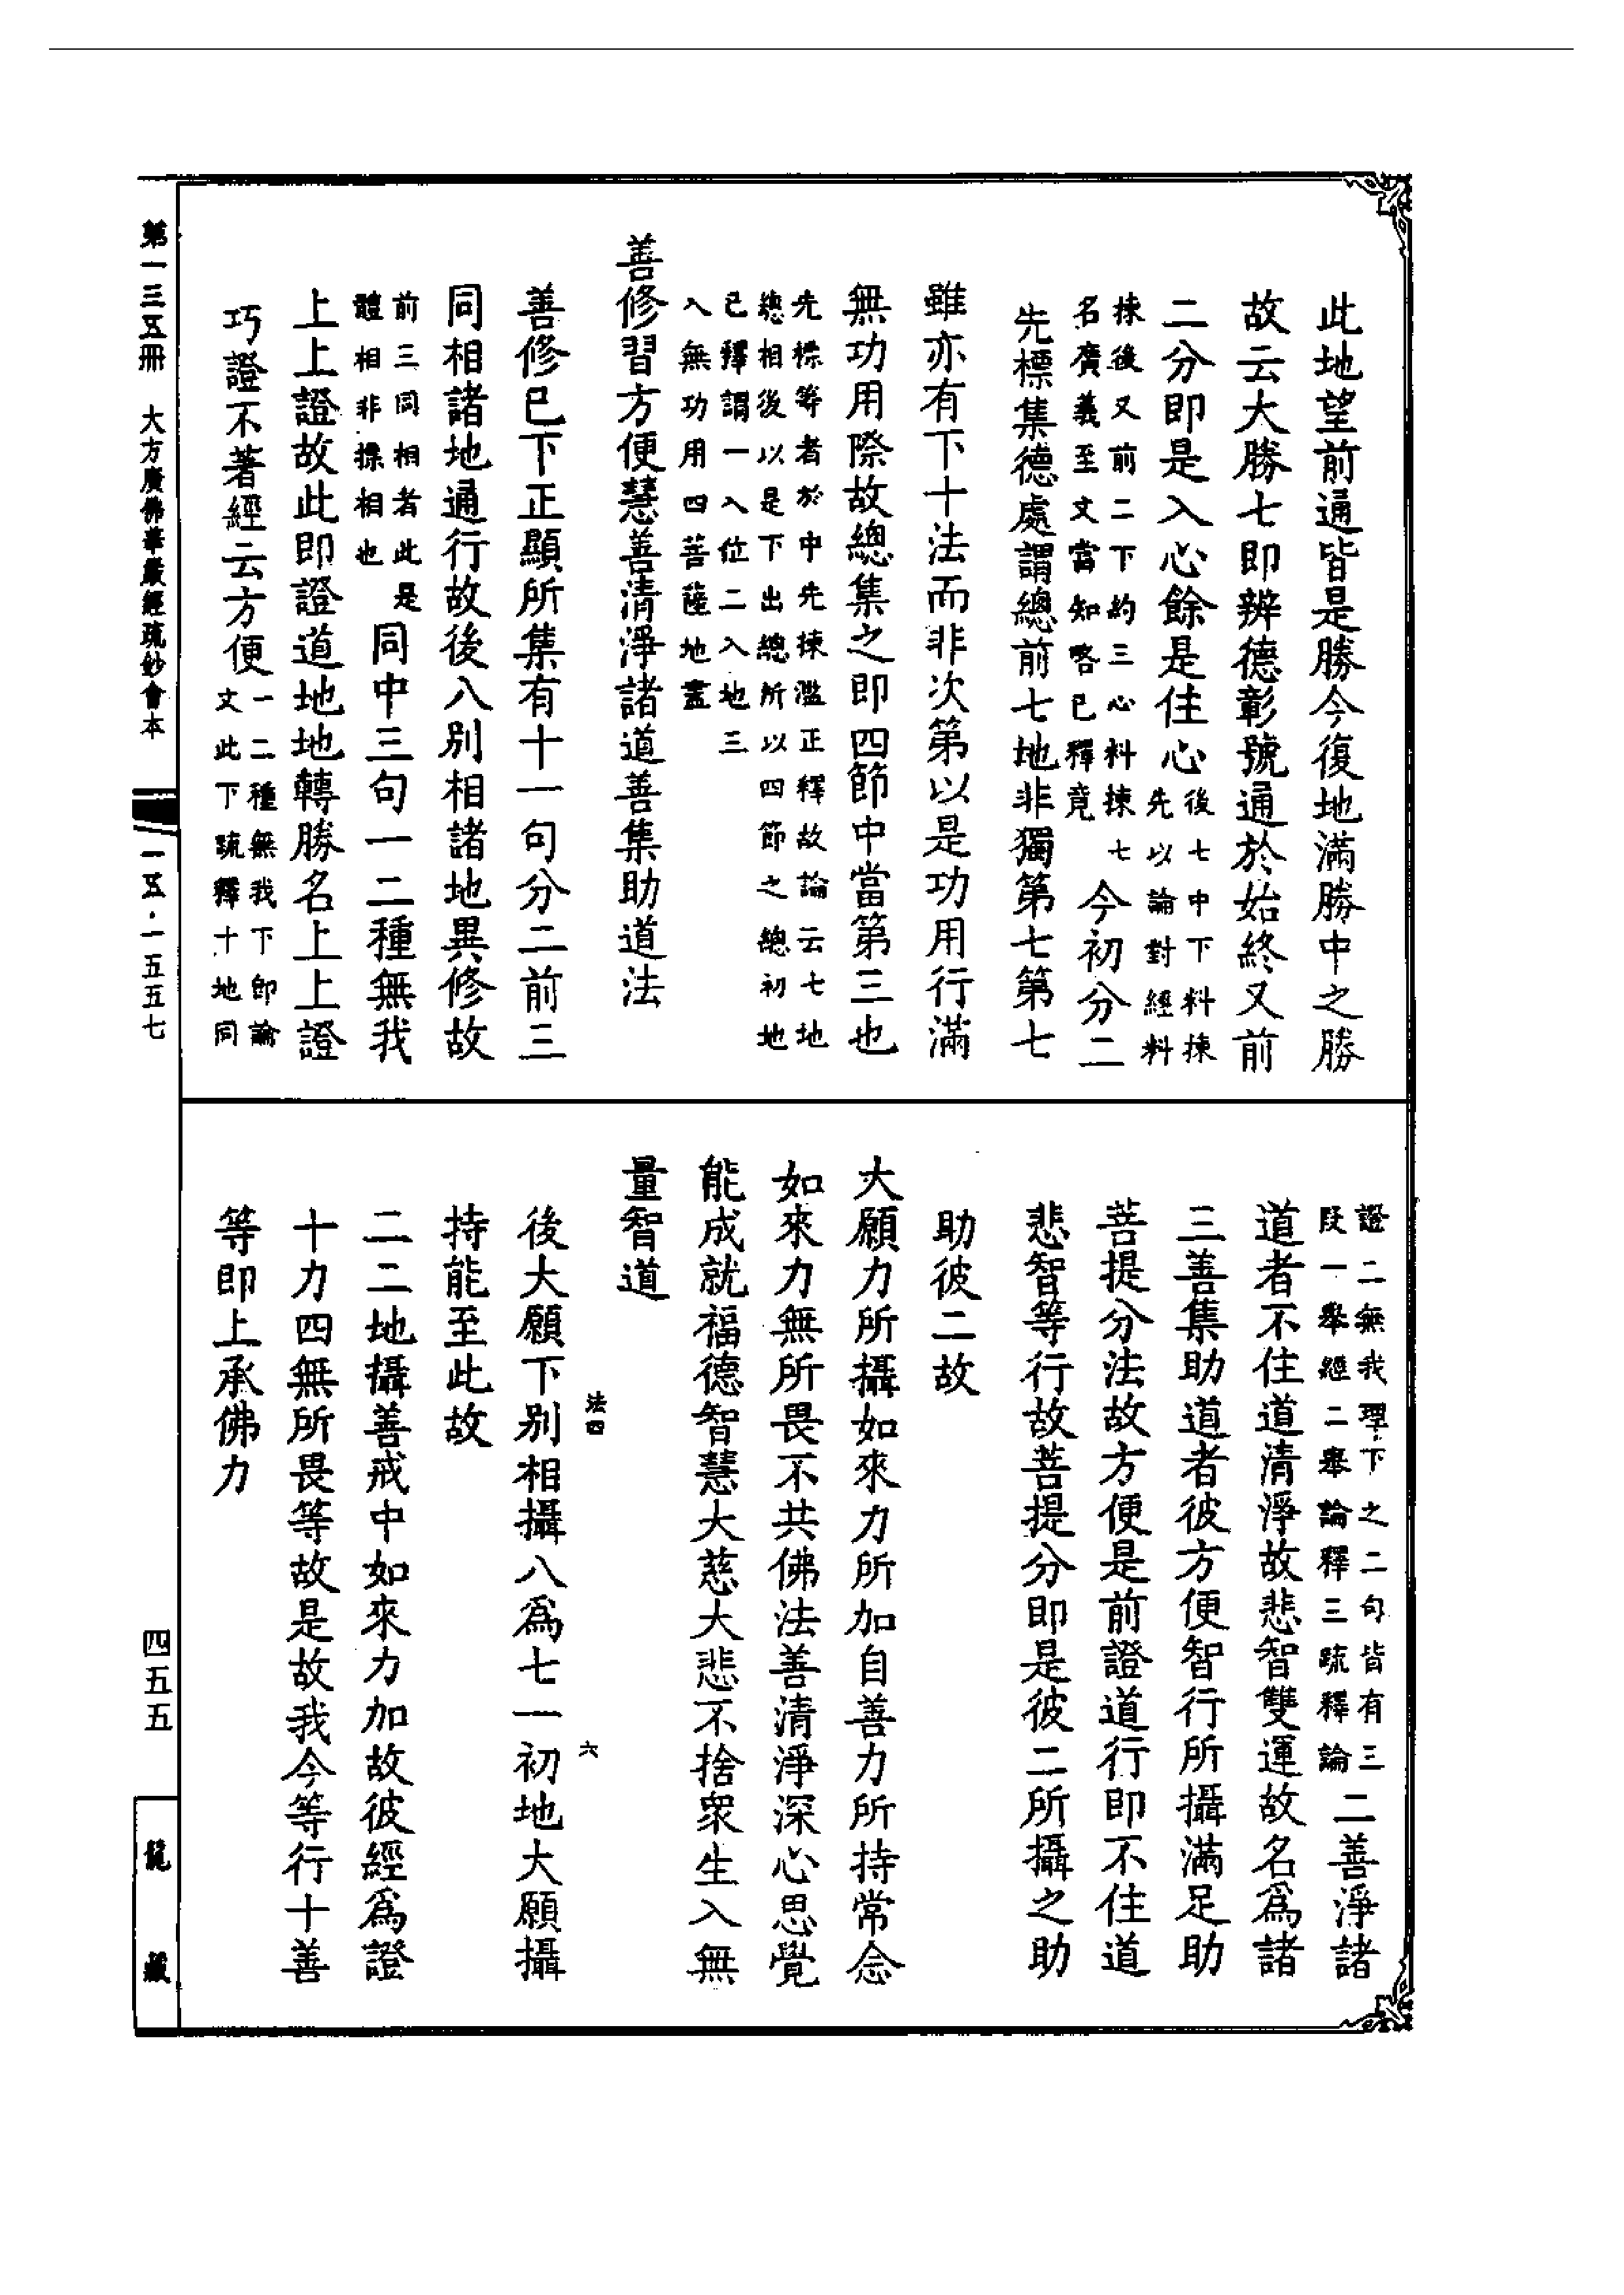 此地望前通皆是勝今復地滿勝中之勝
故云大勝七即辨德彰號通於始終又前
二分即是入心餘是住心後七中下料揀
先以論對經料
揀後又前二下約三心料揀七
名廣義至文當知略已釋竟今初分二
先標集德處謂總前七地非獨第七第七
雖亦有下十法而非次第以是功用行滿
無功用際故總集之即四節中當第三也
先標等者於中先揀濫正釋故論云七地
總相後以是下出總所以四節之總初地
已釋謂一入位二入地三
入無功用四菩薩地盡
善修習方便慧善清淨諸道善集助道法
善修已下正顯所集有十一句分二前三
同相諸地通行故後八別相諸地異修故
前三同相者此是
體相非揀相也同中三句一二種無我
上上證故此即證道地地轉勝名上上證
巧證不著經云方便一二種無我下即論
文此下疏釋十地同
證二無我理下之二句皆有三
段一舉經二舉論釋三疏釋論二善淨諸
道者不住道清淨故悲智雙運故名爲諸
三善集助道者彼方便智行所攝滿足助
菩提分法故方便是前證道行即不住道
悲智等行故菩提分即是彼二所攝之助
助彼二故
大願力所攝如來力所加自善力所持常念
如來力無所畏不共佛法善清淨深心思覺
能成就福德智慧大慈大悲不捨衆生入無
量智道
法四 六
後大願下別相攝八爲七一初地大願攝
持能至此故
二二地攝善戒中如來力加故彼經爲證
十力四無所畏等故是故我今等行十善
等即上承佛力
第一三五冊 大方廣佛華嚴經疏鈔會本 一五·一五五七
四五五
龍藏